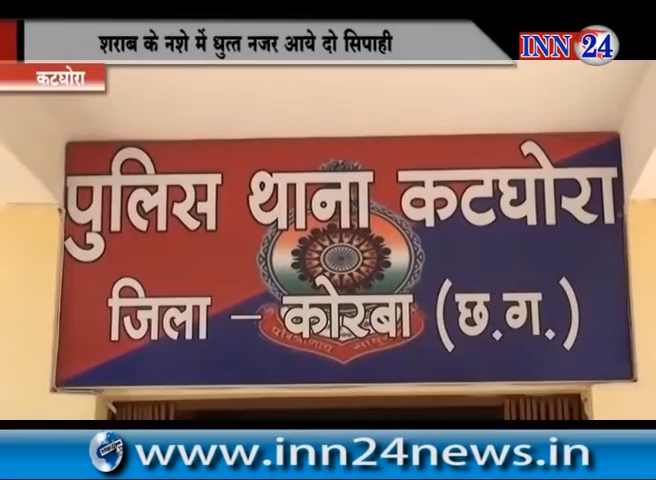 शराब के नशे में धुत्त नजर आये दो सिपाही
INN 24
कटघोरा
पुलिस थाना कटघोरा
जिला – कोरबा (छ.ग.)
www.inn24news.in